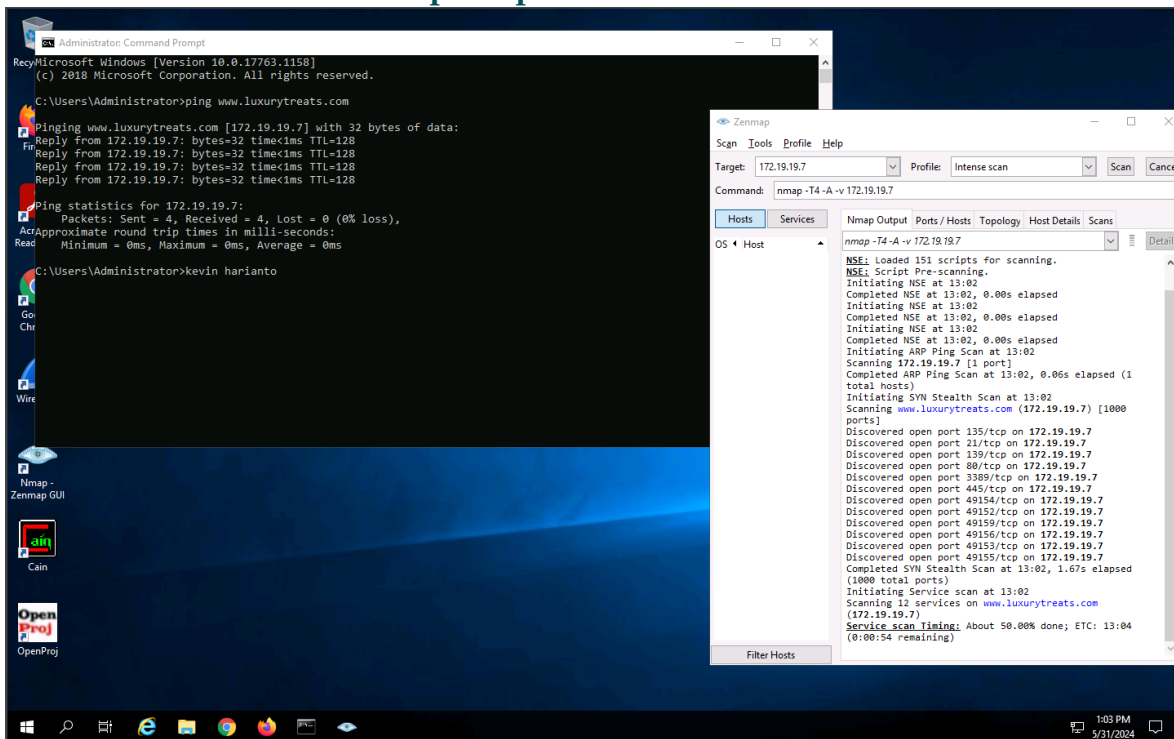 Administrator: Command Prompt
Microsoft Windows [Version 10.0.17763.1158]
(c) 2018 Microsoft Corporation. All rights reserved.
C:\Users\Administrator>ping www.luxurytreats.com
Pinging www.luxurytreats.com [172.19.19.7] with 32 bytes of data:
Reply from 172.19.19.7: bytes=32 time<1ms TTL=128
Reply from 172.19.19.7: bytes=32 time<1ms TTL=128
Reply from 172.19.19.7: bytes=32 time<1ms TTL=128
Reply from 172.19.19.7: bytes=32 time<1ms TTL=128
Ping statistics for 172.19.19.7:
Packets: Sent = 4, Received = 4, Lost = 0 (0% loss),
Approximate round trip times in milli-seconds:
Minimum = 0ms, Maximum = 0ms, Average = 0ms
C:\Users\Administrator>kevin harianto
Recy
Fir
Acr
Read
Go
Chr
Wire
Nmap -
Zenmap GUI
Cain
Open
Proj
OpenProj
Zenmap
Scan Tools Profile Help
Target: 172.19.19.7 Profile: Intense scan Scan Cance
Command: nmap -T4 -A -v 172.19.19.7
Hosts Services Nmap Output Ports / Hosts Topology Host Details Scans
OS Host nmap -T4 -A -v 172.19.19.7 Detail
NSE: Loaded 151 scripts for scanning.
NSE: Script Pre-scanning.
Initiating NSE at 13:02
Completed NSE at 13:02, 0.00s elapsed
Initiating NSE at 13:02
Completed NSE at 13:02, 0.00s elapsed
Initiating NSE at 13:02
Completed NSE at 13:02, 0.00s elapsed
Initiating ARP Ping Scan at 13:02
Scanning 172.19.19.7 [1 port]
Completed ARP Ping Scan at 13:02, 0.06s elapsed (1
total hosts)
Initiating SYN Stealth Scan at 13:02
Scanning www.luxurytreats.com (172.19.19.7) [1000
ports]
Discovered open port 135/tcp on 172.19.19.7
Discovered open port 21/tcp on 172.19.19.7
Discovered open port 139/tcp on 172.19.19.7
Discovered open port 80/tcp on 172.19.19.7
Discovered open port 3389/tcp on 172.19.19.7
Discovered open port 445/tcp on 172.19.19.7
Discovered open port 49154/tcp on 172.19.19.7
Discovered open port 49152/tcp on 172.19.19.7
Discovered open port 49159/tcp on 172.19.19.7
Discovered open port 49156/tcp on 172.19.19.7
Discovered open port 49153/tcp on 172.19.19.7
Discovered open port 49155/tcp on 172.19.19.7
Completed SYN Stealth Scan at 13:02, 1.67s elapsed
(1000 total ports)
Initiating Service scan at 13:02
Scanning 12 services on www.luxurytreats.com
(172.19.19.7)
Service scan Timing: About 50.00% done; ETC: 13:04
(0:00:54 remaining)
Filter Hosts
1:03 PM
5/31/2024